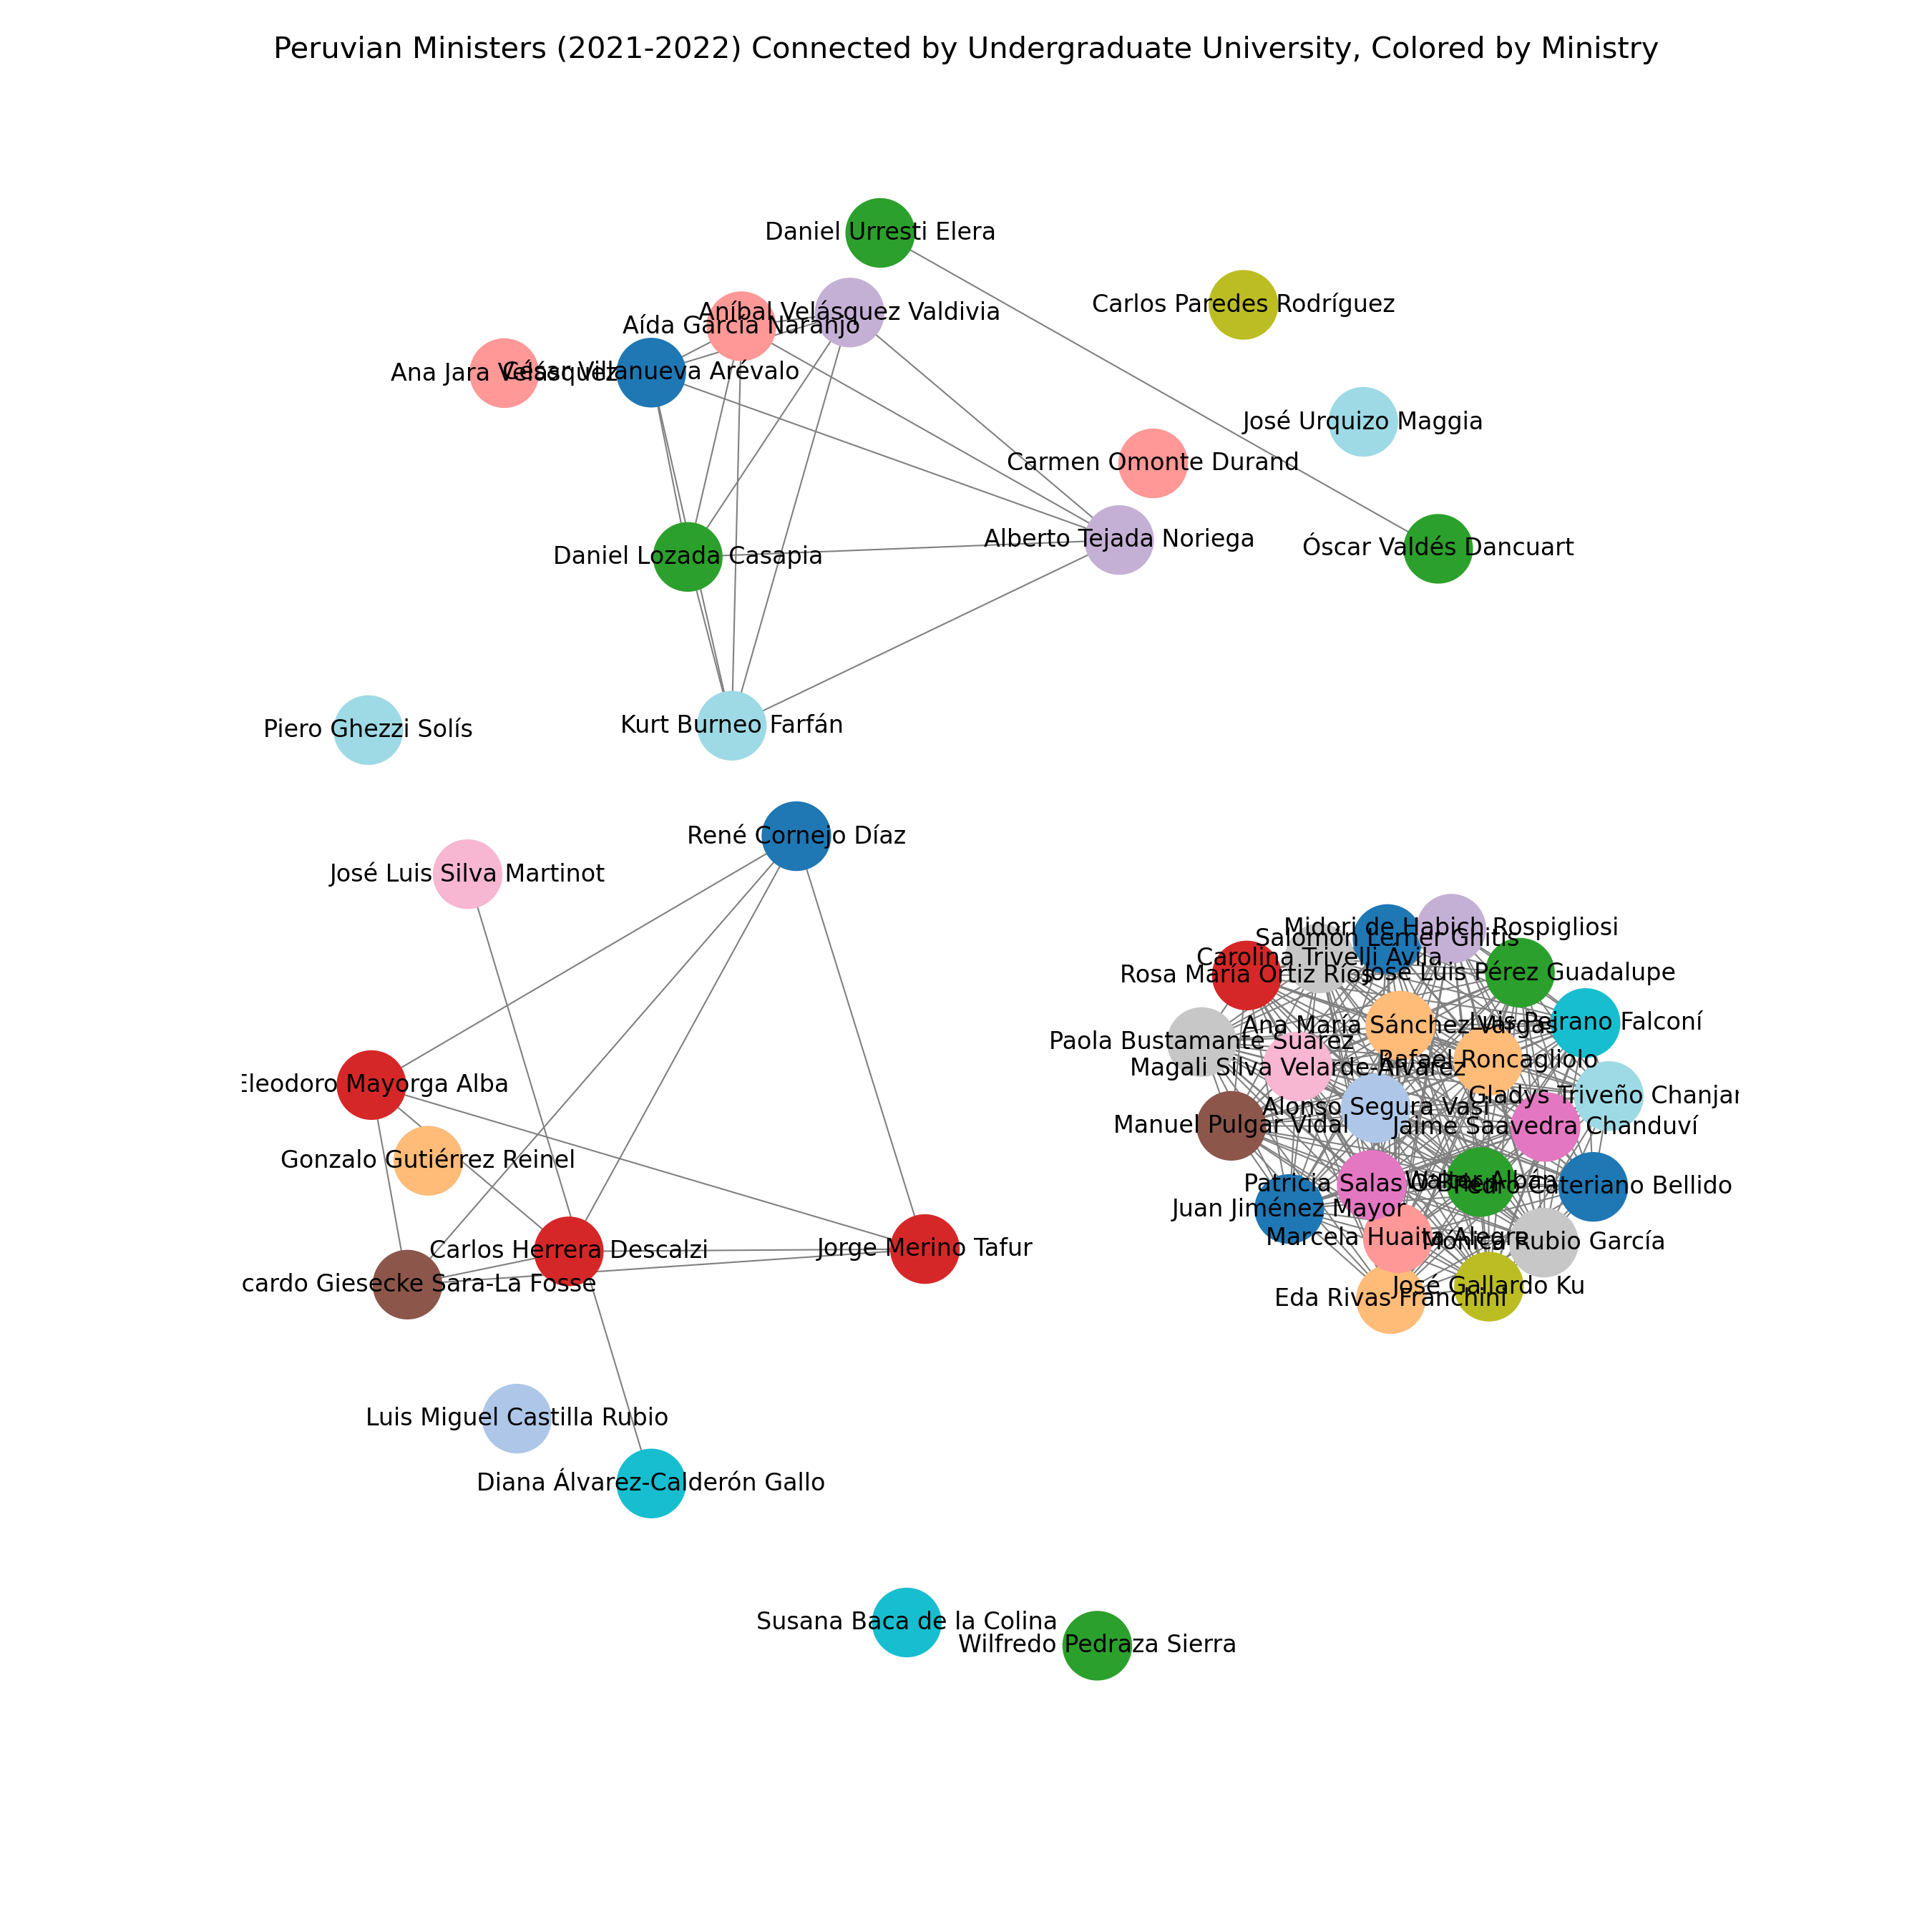 Peruvian Ministers (2021-2022) Connected by Undergraduate University, Colored by Ministry
Daniel Urresti Elera
Carlos Paredes Rodríguez
Aníbal Velásquez Valdivia
Aída García Naranjo
Ana Jara Velásquez
César Villanueva Arévalo
José Urquizo Maggia
Carmen Omonte Durand
Alberto Tejada Noriega
Óscar Valdés Dancuart
Daniel Lozada Casapia
Piero Ghezzi Solís
Kurt Burneo Farfán
René Cornejo Díaz
José Luis Silva Martinot
Midori de Habich Rospigliosi
Salomón Lerner Ghitis
Carolina Trivelli Ávila
Rosa María Ortiz Ríos
José Luis Pérez Guadalupe
Ana María Sánchez Vargas
Luis Peirano Falconí
Paola Bustamante Suárez
Rafael Roncagliolo
Magali Silva Velarde-Álvarez
Eleodoro Mayorga Alba
Gladys Triveño Chanjan
Alonso Segura Vasi
Manuel Pulgar Vidal
Jaime Saavedra Chanduví
Gonzalo Gutiérrez Reinel
Patricia Salas
Walter Albán
Pedro Cateriano Bellido
Juan Jiménez Mayor
Marcela Huaita Alegre
Mónica Rubio García
Carlos Herrera Descalzi
Jorge Merino Tafur
cardo Giesecke Sara-La Fosse
José Gallardo Ku
Eda Rivas Franchini
Luis Miguel Castilla Rubio
Diana Álvarez-Calderón Gallo
Susana Baca de la Colina
Wilfredo Pedraza Sierra